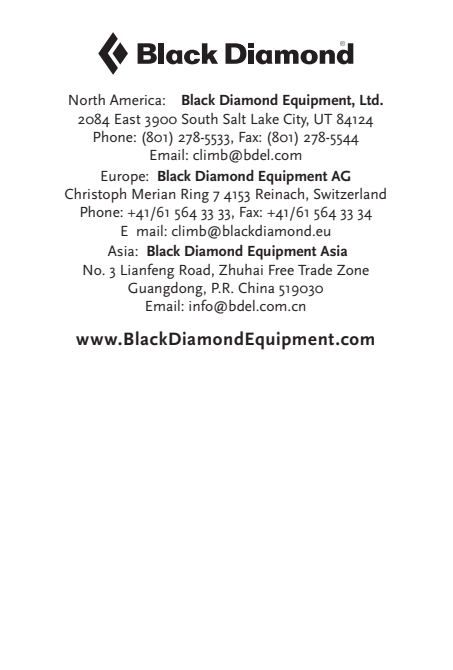 Black Diamond®
North America: Black Diamond Equipment, Ltd.
2084 East 3900 South Salt Lake City, UT 84124
Phone: (801) 278-5533, Fax: (801) 278-5544
Email: climb@bdel.com
Europe: Black Diamond Equipment AG
Christoph Merian Ring 7 4153 Reinach, Switzerland
Phone: +41/61 564 33 33, Fax: +41/61 564 33 34
E mail: climb@blackdiamond.eu
Asia: Black Diamond Equipment Asia
No. 3 Lianfeng Road, Zhuhai Free Trade Zone
Guangdong, P.R. China 519030
Email: info@bdel.com.cn
www.BlackDiamondEquipment.com